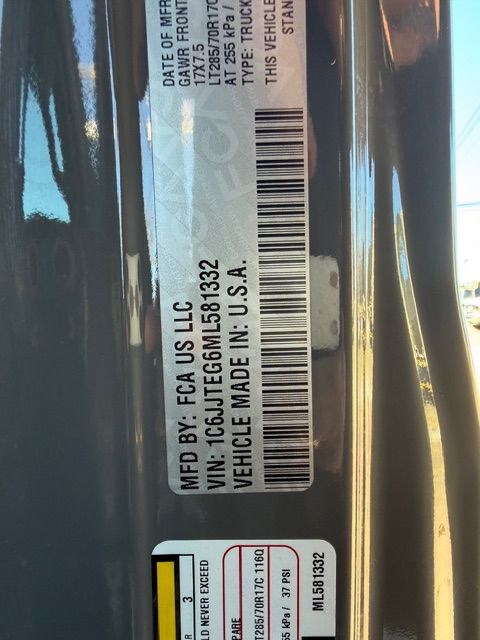 MFD BY: FCA US LLC
VIN: 1C6JJTEG6ML581332
VEHICLE MADE IN: U.S.A.
DATE OF MFR
GAWR FRONT
17X7.5
LT285/70R17C
AT 255 kPa /
TYPE: TRUCK
THIS VEHICLE
STAN
R 3
LD NEVER EXCEED
PARE
LT285/70R17C 116Q
55 kPa / 37 PSI
ML581332